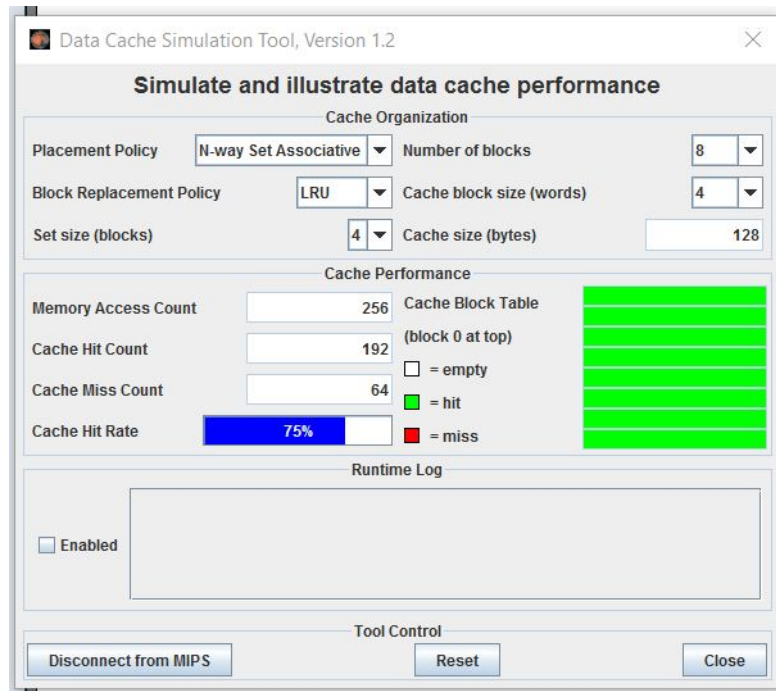 Data Cache Simulation Tool, Version 1.2
Simulate and illustrate data cache performance
Cache Organization
Placement Policy N-way Set Associative Number of blocks 8
Block Replacement Policy LRU Cache block size (words) 4
Set size (blocks) 4 Cache size (bytes) 128
Cache Performance
Memory Access Count 256 Cache Block Table
(block 0 at top)
Cache Hit Count 192
= empty
Cache Miss Count 64
= hit
Cache Hit Rate 75% = miss
Runtime Log
Enabled
Tool Control
Disconnect from MIPS Reset Close